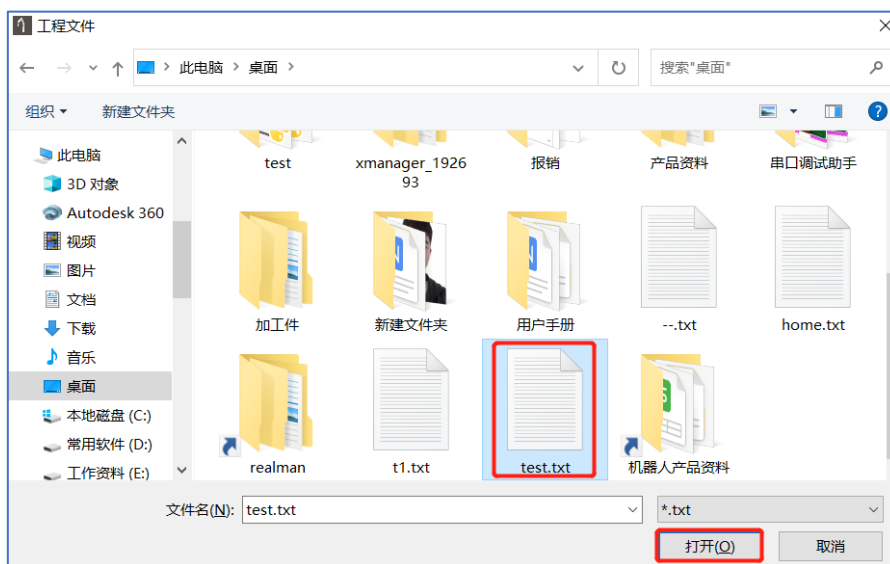 工程文件
此电脑 桌面
搜索"桌面"
组织 新建文件夹
?
此电脑
3D 对象
Autodesk 360
视频
图片
文档
下载
音乐
桌面
本地磁盘 (C:)
常用软件 (D:)
工作资料 (E:)
test
xmanager_1926
93
报销
产品资料
串口调试助手
加工件
新建文件夹
用户手册
--.txt
home.txt
realman
t1.txt
test.txt
机器人产品资料
文件名(N): test.txt
*.txt
打开(O)
取消